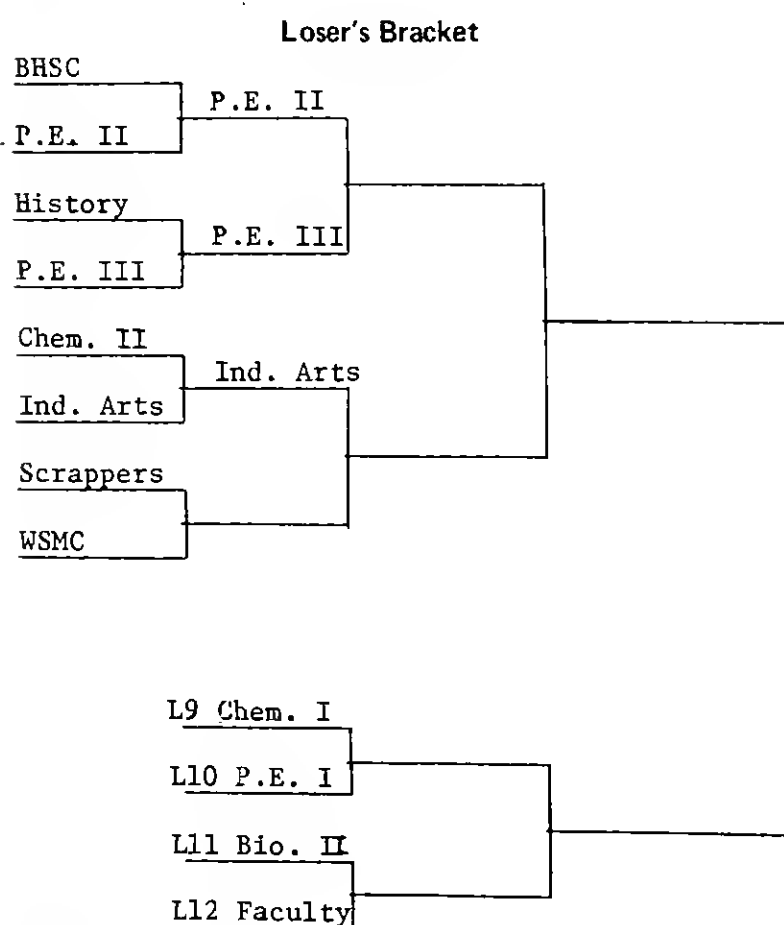 Loser's Bracket
BHSC
P.E. II
P.E. II
History
P.E. III
P.E. III
Chem. II
Ind. Arts
Ind. Arts
Scrappers
WSMC
L9 Chem. I
L10 P.E. I
L11 Bio. II
L12 Faculty